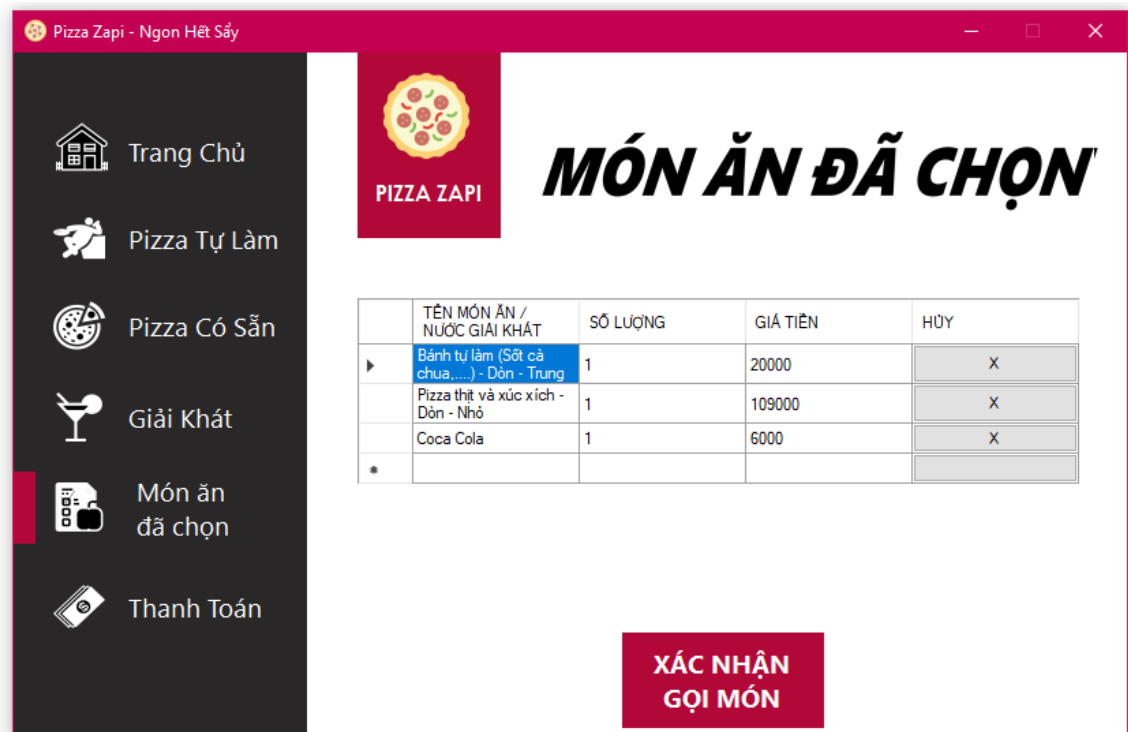 Pizza Zapi - Ngon Hết Sẩy
Trang Chủ
Pizza Tự Làm
Pizza Có Sẵn
Giải Khát
Món ăn
đã chọn
Thanh Toán
PIZZA ZAPI
MÓN ĂN ĐÃ CHỌN
TÊN MÓN ĂN /
NƯỚC GIẢI KHÁT
SỐ LƯỢNG
GIÁ TIỀN
HỦY
Bánh tự làm (Sốt cà
chua,....) - Dòn - Trung
1
20000
X
Pizza thịt và xúc xích -
Dòn - Nhỏ
1
109000
X
Coca Cola
1
6000
X
XÁC NHẬN
GỌI MÓN